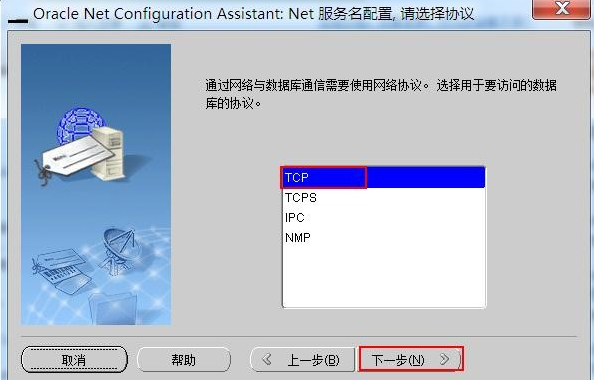 Oracle Net Configuration Assistant: Net 服务名配置, 请选择协议
通过网络与数据库通信需要使用网络协议。选择用于要访问的数据
库的协议。
TCP
TCPS
IPC
NMP
取消
帮助
上一步(B)
下一步(N)